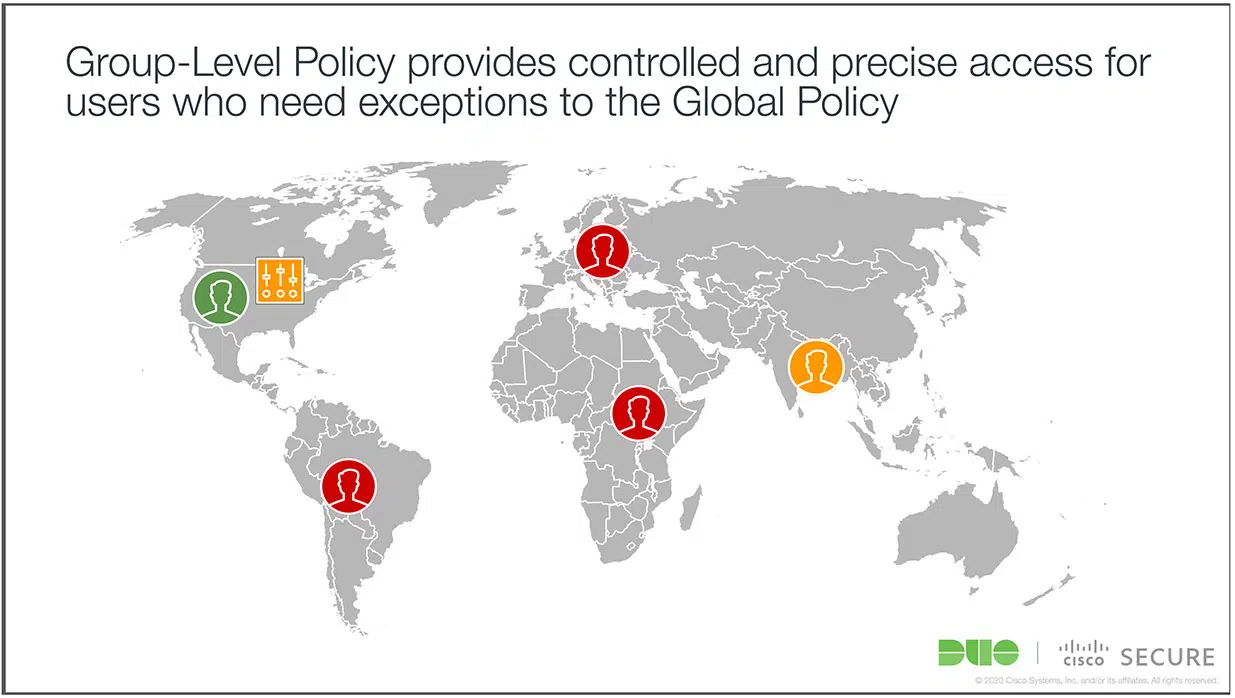 Group-Level Policy provides controlled and precise access for
users who need exceptions to the Global Policy
DUO
CISCO SECURE
© 2020 Cisco Systems, Inc. and/or its affiliates. All rights reserved.